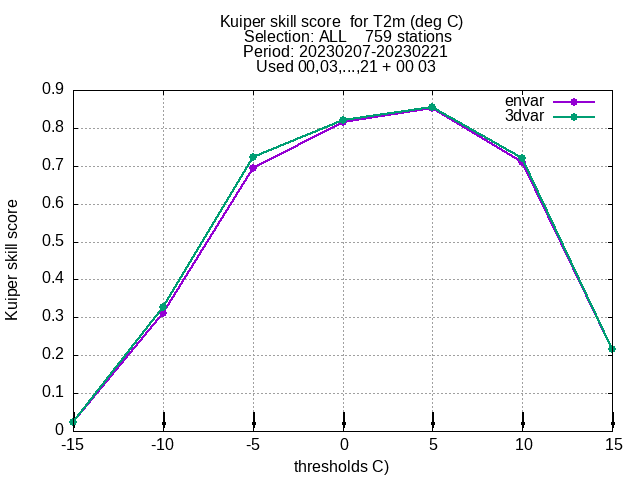 Kuiper skill score  for T2m (deg C)
Selection: ALL    759 stations
Period: 20230207-20230221
Used 00,03,...,21 + 00 03
envar
3dvar
Kuiper skill score
0.9
0.8
0.7
0.6
0.5
0.4
0.3
0.2
0.1
0
-15 -10 -5 0 5 10 15
thresholds C)